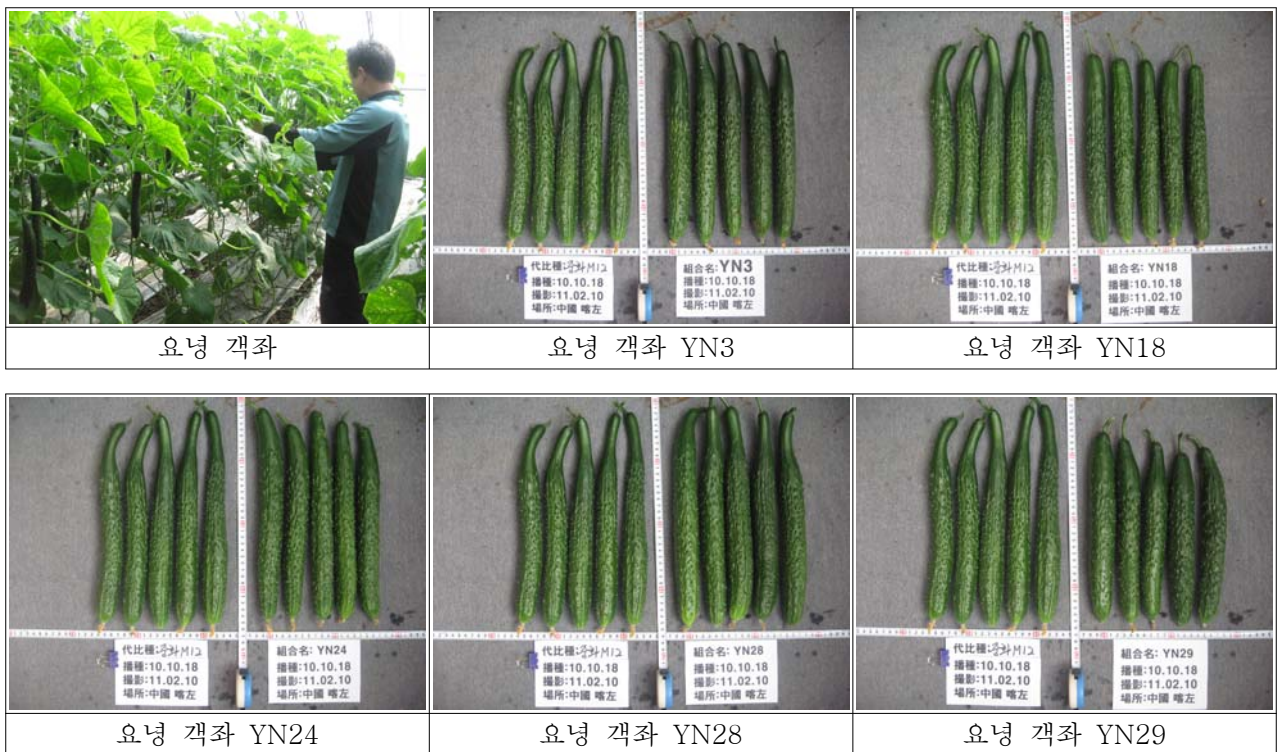 요녕 객좌
代比種:
播種:10.10.18
撮影:11.02.10
場所:中國 喀左
組合名:YN3
播種:10.10.18
撮影:11.02.10
場所:中國 喀左
요녕 객좌 YN3
代比種:
播種:10.10.18
撮影:11.02.10
場所:中國 喀左
組合名: YN18
播種:10.10.18
撮影:11.02.10
場所:中國 喀左
요녕 객좌 YN18
代比種:
播種:10.10.18
撮影:11.02.10
場所:中國 喀左
組合名: YN24
播種:10.10.18
撮影:11.02.10
場所:中國 喀左
요녕 객좌 YN24
代比種:
播種:10.10.18
撮影:11.02.10
場所:中國 喀左
組合名: YN28
播種:10.10.18
撮影:11.02.10
場所:中國 喀左
요녕 객좌 YN28
代比種:
播種:10.10.18
撮影:11.02.10
場所:中國 喀左
組合名: YN29
播種:10.10.18
撮影:11.02.10
場所:中國 喀左
요녕 객좌 YN29